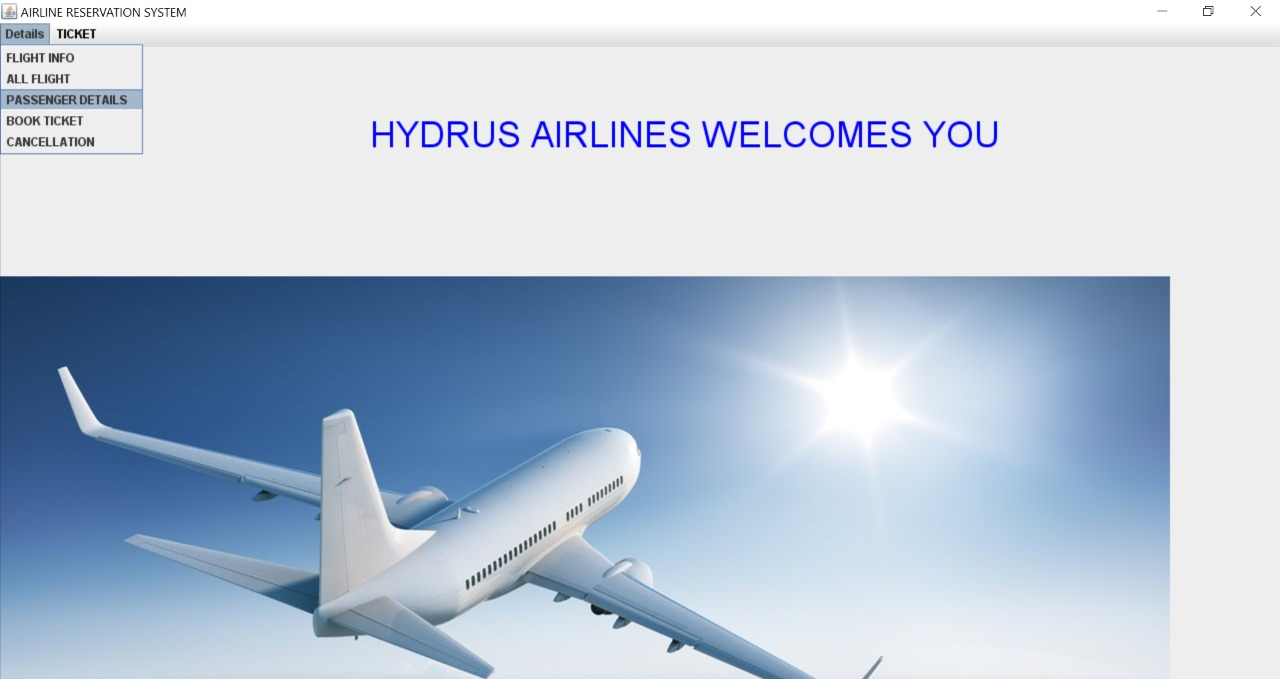 AIRLINE RESERVATION SYSTEM
Details TICKET
FLIGHT INFO
ALL FLIGHT
PASSENGER DETAILS
BOOK TICKET
CANCELLATION
HYDRUS AIRLINES WELCOMES YOU